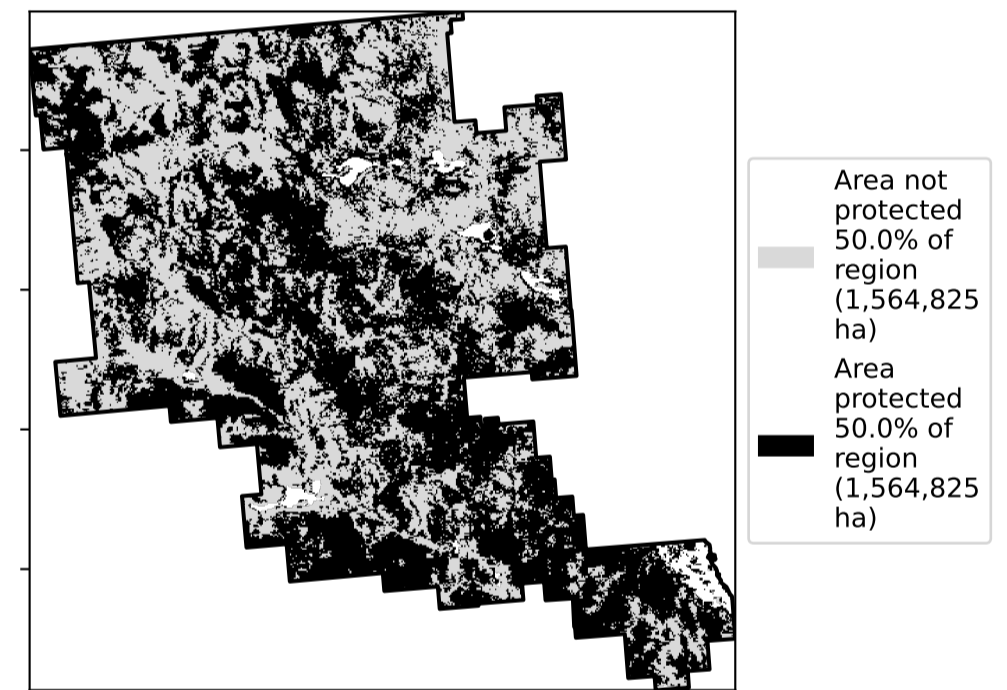 Area not
protected
50.0% of
region
(1,564,825
ha)
Area
protected
50.0% of
region
(1,564,825
ha)